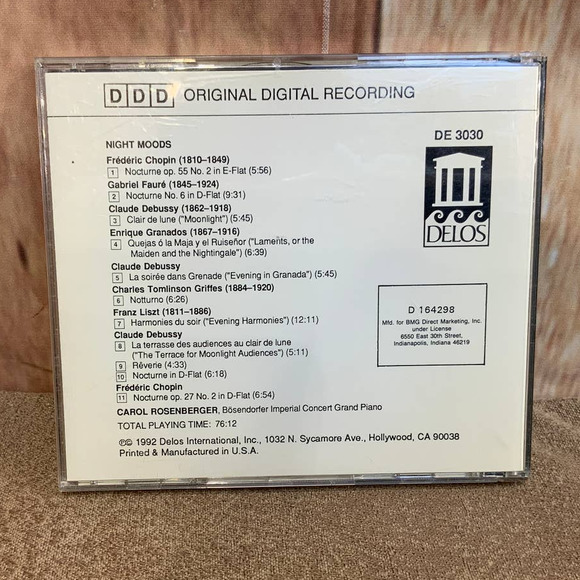 DDD ORIGINAL DIGITAL RECORDING
DE 3030
DELOS
NIGHT MOODS
Frédéric Chopin (1810–1849)
1 Nocturne op. 55 No. 2 in E-Flat (5:56)
Gabriel Fauré (1845–1924)
2 Nocturne No. 6 in D-Flat (9:31)
Claude Debussy (1862–1918)
3 Clair de lune ("Moonlight") (5:45)
Enrique Granados (1867–1916)
4 Quejas ó la Maja y el Ruiseñor ("Laments, or the
Maiden and the Nightingale") (6:39)
Claude Debussy
5 La soirée dans Grenade ("Evening in Granada") (5:45)
Charles Tomlinson Griffes (1884–1920)
6 Notturno (6:26)
Franz Liszt (1811–1886)
7 Harmonies du soir ("Evening Harmonies") (12:11)
Claude Debussy
8 La terrasse des audiences au clair de lune
("The Terrace for Moonlight Audiences") (5:11)
9 Rêverie (4:33)
10 Nocturne in D-Flat (6:18)
Frédéric Chopin
11 Nocturne op. 27 No. 2 in D-Flat (6:54)
CAROL ROSENBERGER, Bösendorfer Imperial Concert Grand Piano
TOTAL PLAYING TIME: 76:12
℗© 1992 Delos International, Inc., 1032 N. Sycamore Ave., Hollywood, CA 90038
Printed & Manufactured in U.S.A.
D 164298
Mfd. for BMG Direct Marketing, Inc.
under License
6550 East 30th Street,
Indianapolis, Indiana 46219